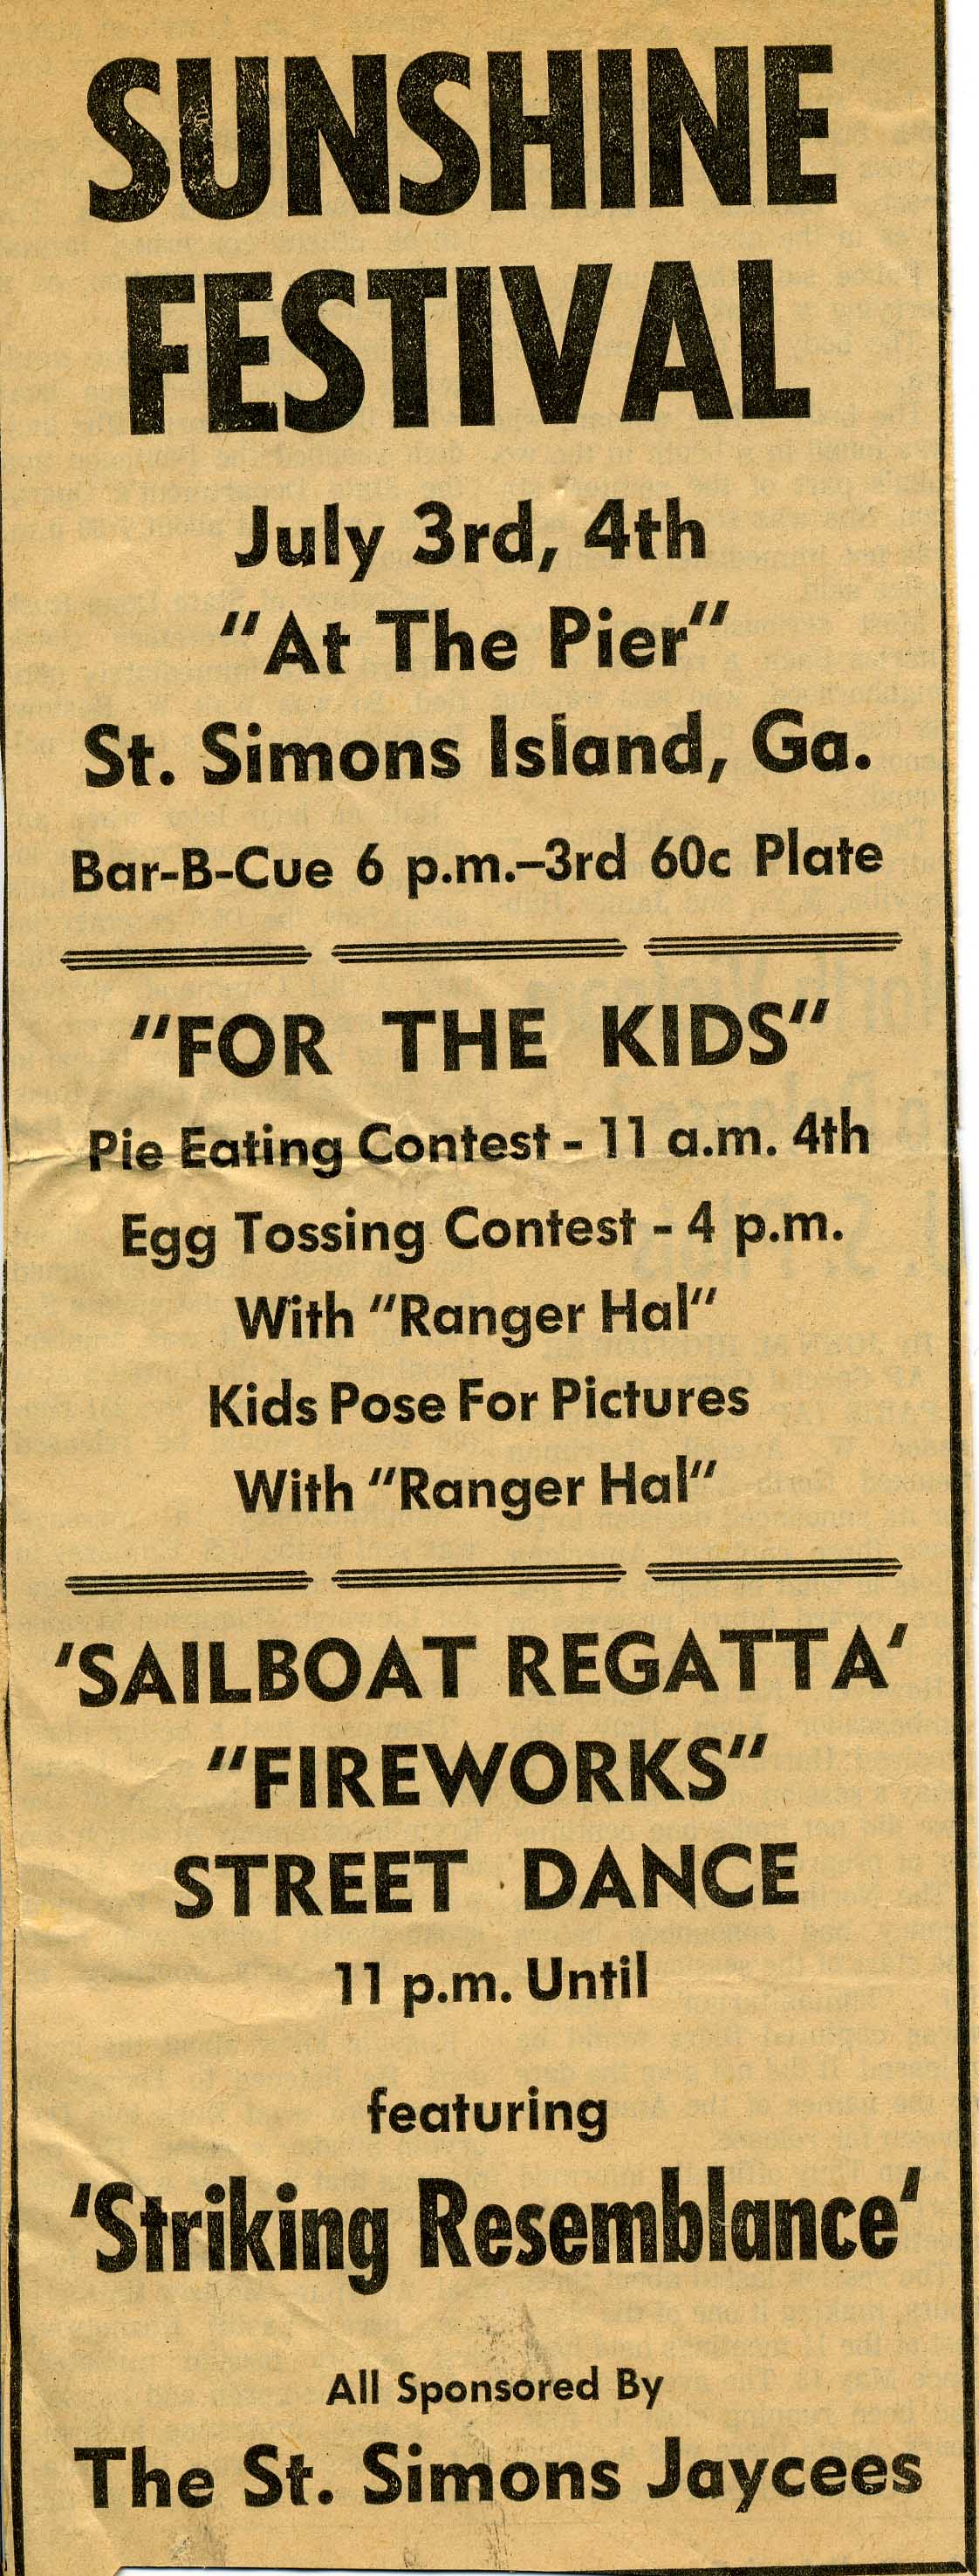 SUNSHINE
FESTIVAL
July 3rd, 4th
"At The Pier"
St. Simons Island, Ga.
Bar-B-Cue 6 p.m.–3rd 60c Plate
"FOR THE KIDS"
Pie Eating Contest - 11 a.m. 4th
Egg Tossing Contest - 4 p.m.
With "Ranger Hal"
Kids Pose For Pictures
With "Ranger Hal"
'SAILBOAT REGATTA'
"FIREWORKS"
STREET DANCE
11 p.m. Until
featuring
'Striking Resemblance'
All Sponsored By
The St. Simons Jaycees